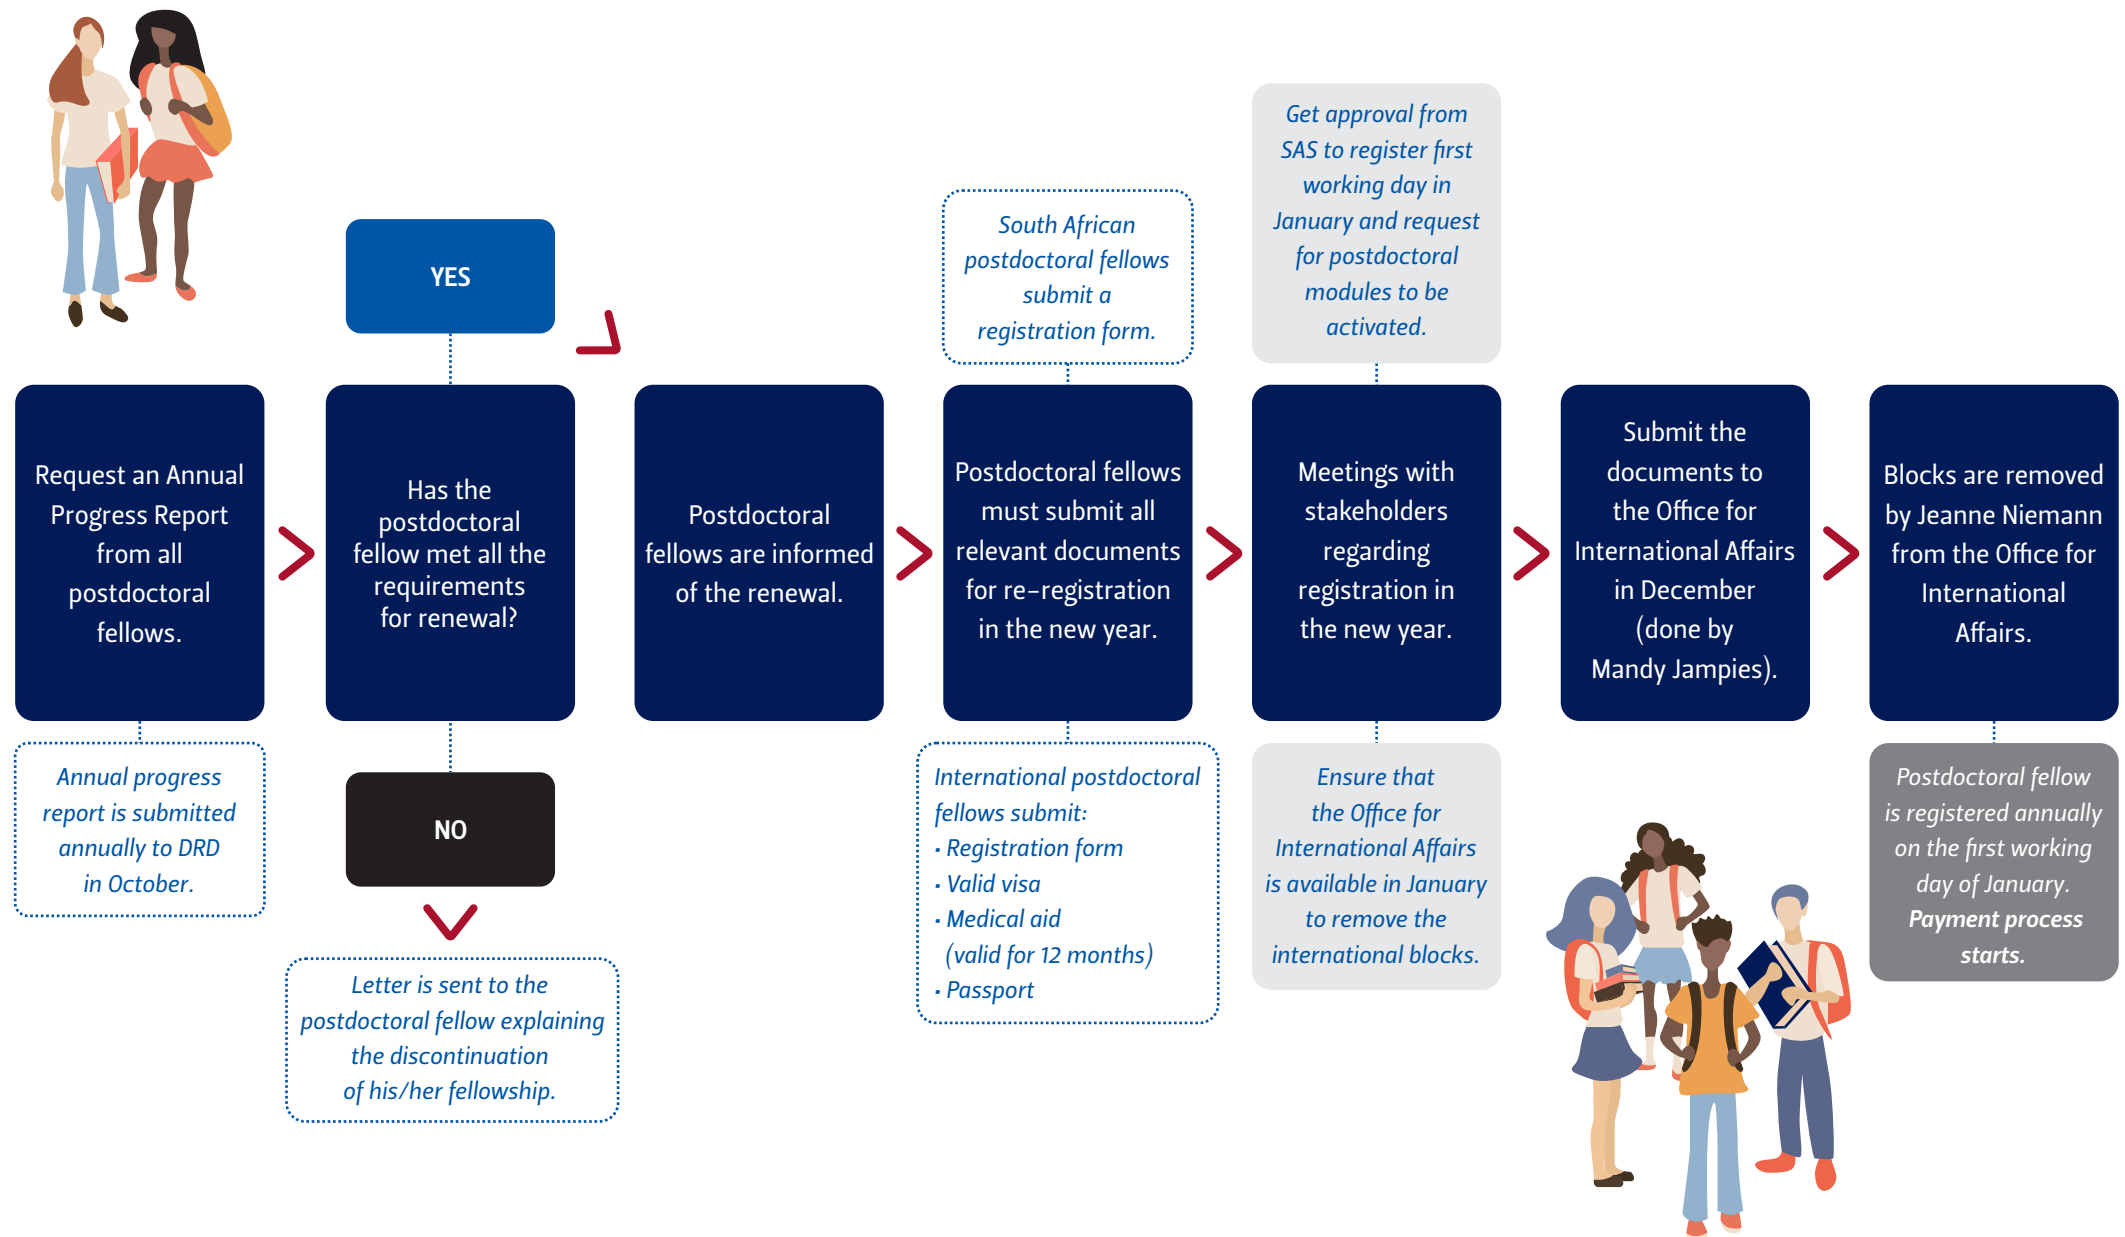 Request an Annual
Progress Report
from all
postdoctoral
fellows.
Annual progress
report is submitted
annually to DRD
in October.
YES
Has the
postdoctoral
fellow met all the
requirements
for renewal?
NO
Letter is sent to the
postdoctoral fellow explaining
the discontinuation
of his/her fellowship.
Postdoctoral
fellows are informed
of the renewal.
South African
postdoctoral fellows
submit a
registration form.
Postdoctoral fellows
must submit all
relevant documents
for re-registration
in the new year.
International postdoctoral
fellows submit:
• Registration form
• Valid visa
• Medical aid
(valid for 12 months)
• Passport
Get approval from
SAS to register first
working day in
January and request
for postdoctoral
modules to be
activated.
Meetings with
stakeholders
regarding
registration in
the new year.
Ensure that
the Office for
International Affairs
is available in January
to remove the
international blocks.
Submit the
documents to
the Office for
International Affairs
in December
(done by
Mandy Jampies).
Blocks are removed
by Jeanne Niemann
from the Office for
International
Affairs.
Postdoctoral fellow
is registered annually
on the first working
day of January.
Payment process
starts.